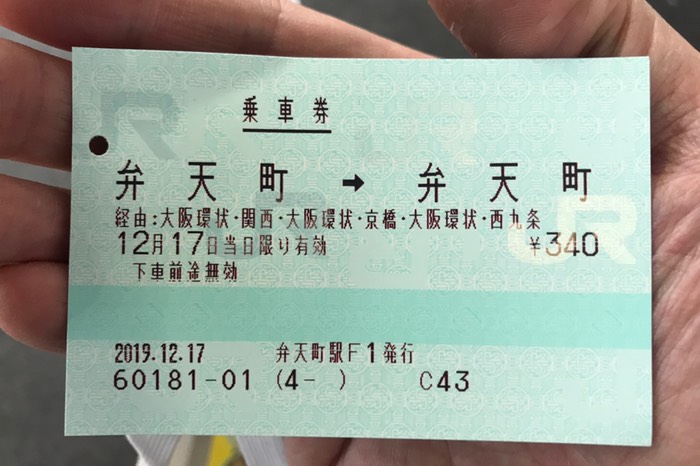 乗車券
弁天町 → 弁天町
経由:大阪環状・関西・大阪環状・京橋・大阪環状・西九条
12月17日当日限り有効 ¥340
下車前途無効
2019.12.17 弁天町駅F1発行
60181-01 (4- ) C43